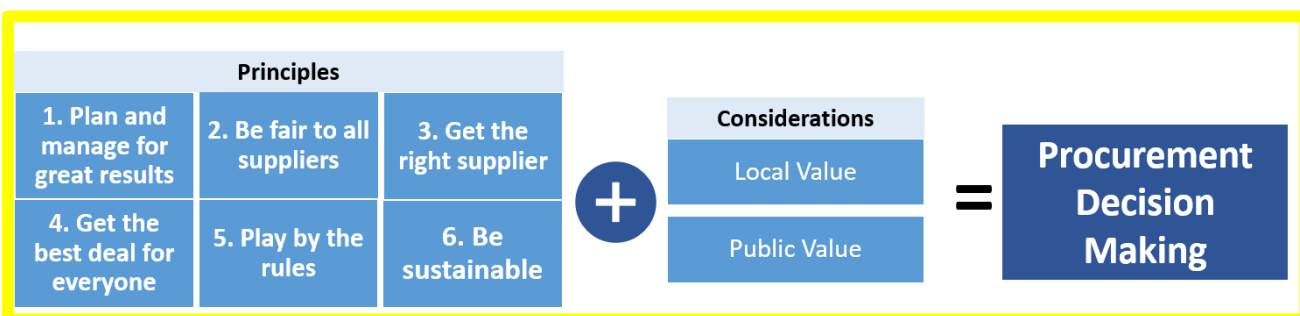 Principles
1. Plan and
manage for
great results
2. Be fair to all
suppliers
3. Get the
right supplier
4. Get the
best deal for
everyone
5. Play by the
rules
6. Be
sustainable
+
Considerations
Local Value
Public Value
=
Procurement
Decision
Making